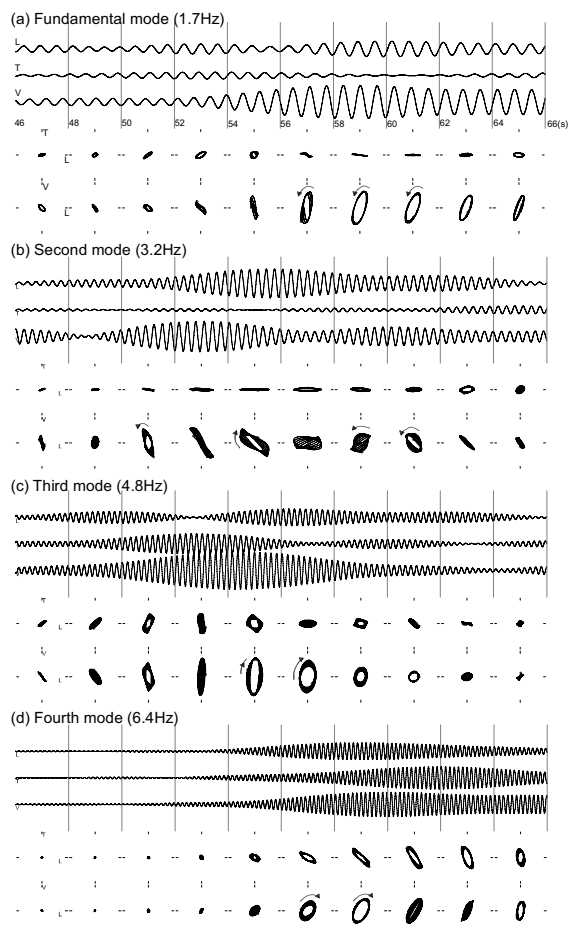 (a) Fundamental mode (1.7Hz)
L
T
V
46 48 50 52 54 56 58 60 62 64 66(s)
T
L
V
L
(b) Second mode (3.2Hz)
L
T
V
T
L
V
L
(c) Third mode (4.8Hz)
T
L
V
L
(d) Fourth mode (6.4Hz)
L
T
V
T
L
V
L